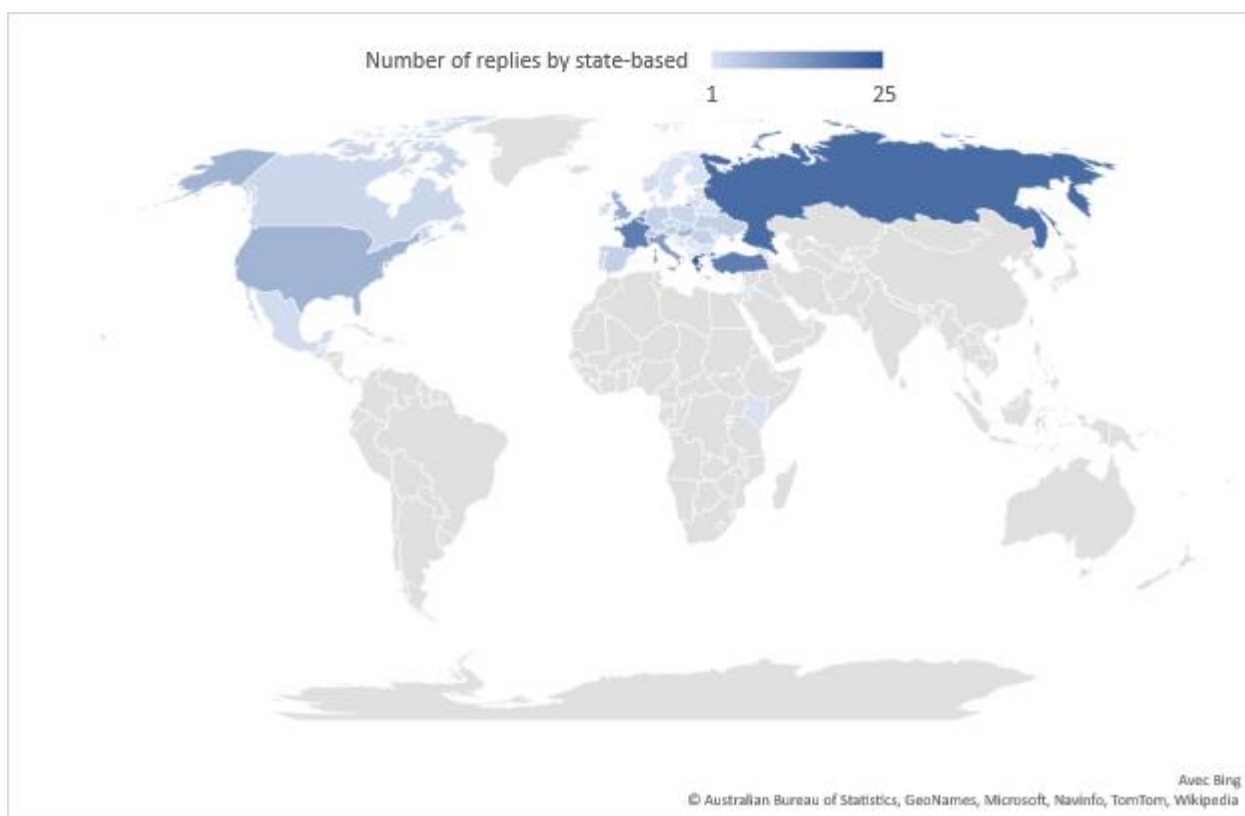 Number of replies by state-based
1 25
Avec Bing
© Australian Bureau of Statistics, GeoNames, Microsoft, Navinfo, TomTom, Wikipedia